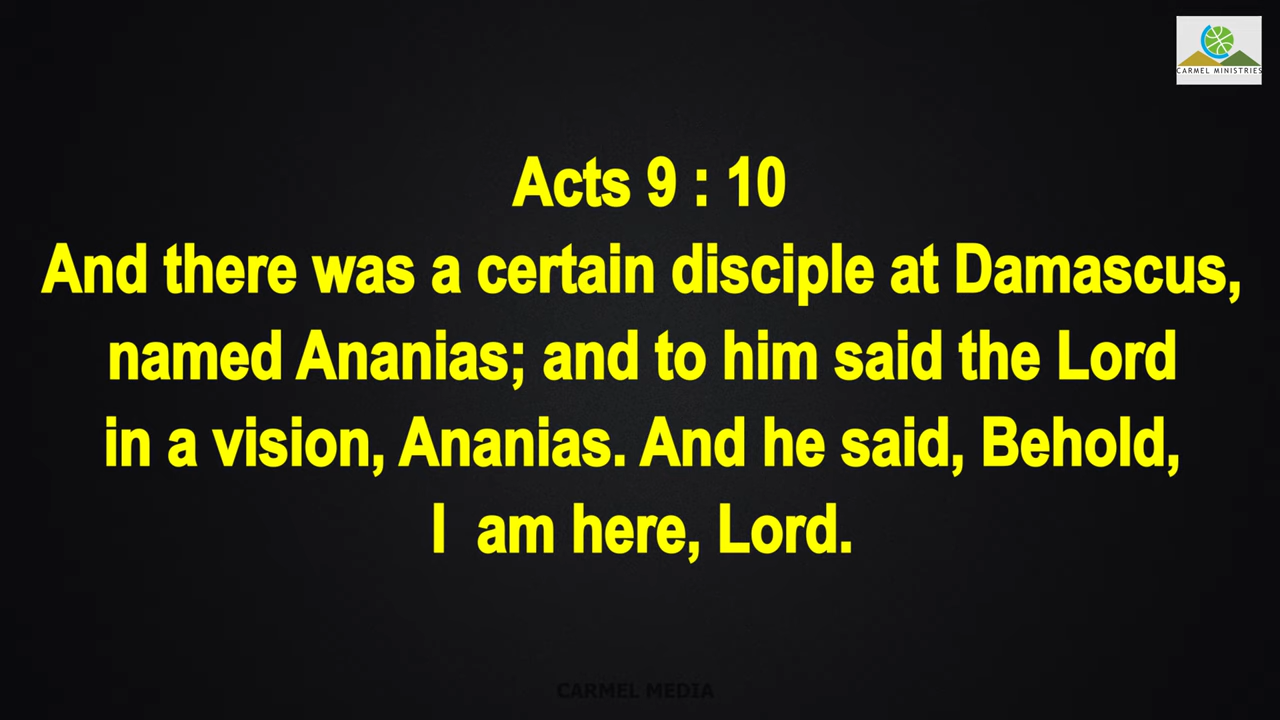 CARMEL MINISTRIES
Acts 9 : 10
And there was a certain disciple at Damascus,
named Ananias; and to him said the Lord
in a vision, Ananias. And he said, Behold,
I am here, Lord.
CARMEL MEDIA